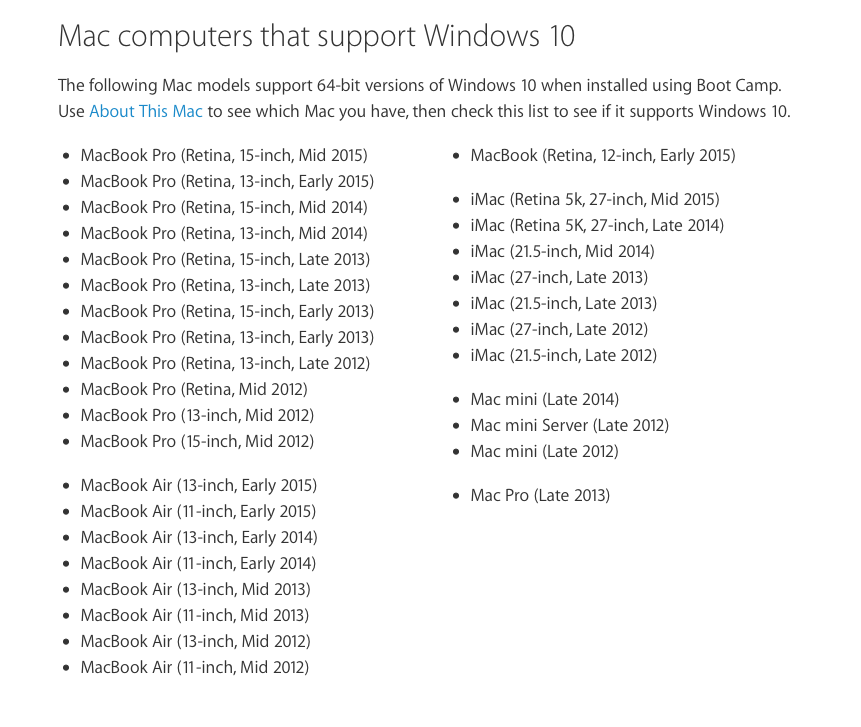 Mac computers that support Windows 10
The following Mac models support 64-bit versions of Windows 10 when installed using Boot Camp.
Use About This Mac to see which Mac you have, then check this list to see if it supports Windows 10.
• MacBook Pro (Retina, 15-inch, Mid 2015)
• MacBook Pro (Retina, 13-inch, Early 2015)
• MacBook Pro (Retina, 15-inch, Mid 2014)
• MacBook Pro (Retina, 13-inch, Mid 2014)
• MacBook Pro (Retina, 15-inch, Late 2013)
• MacBook Pro (Retina, 13-inch, Late 2013)
• MacBook Pro (Retina, 15-inch, Early 2013)
• MacBook Pro (Retina, 13-inch, Early 2013)
• MacBook Pro (Retina, 13-inch, Late 2012)
• MacBook Pro (Retina, Mid 2012)
• MacBook Pro (13-inch, Mid 2012)
• MacBook Pro (15-inch, Mid 2012)
• MacBook Air (13-inch, Early 2015)
• MacBook Air (11-inch, Early 2015)
• MacBook Air (13-inch, Early 2014)
• MacBook Air (11-inch, Early 2014)
• MacBook Air (13-inch, Mid 2013)
• MacBook Air (11-inch, Mid 2013)
• MacBook Air (13-inch, Mid 2012)
• MacBook Air (11-inch, Mid 2012)
• MacBook (Retina, 12-inch, Early 2015)
• iMac (Retina 5k, 27-inch, Mid 2015)
• iMac (Retina 5K, 27-inch, Late 2014)
• iMac (21.5-inch, Mid 2014)
• iMac (27-inch, Late 2013)
• iMac (21.5-inch, Late 2013)
• iMac (27-inch, Late 2012)
• iMac (21.5-inch, Late 2012)
• Mac mini (Late 2014)
• Mac mini Server (Late 2012)
• Mac mini (Late 2012)
• Mac Pro (Late 2013)